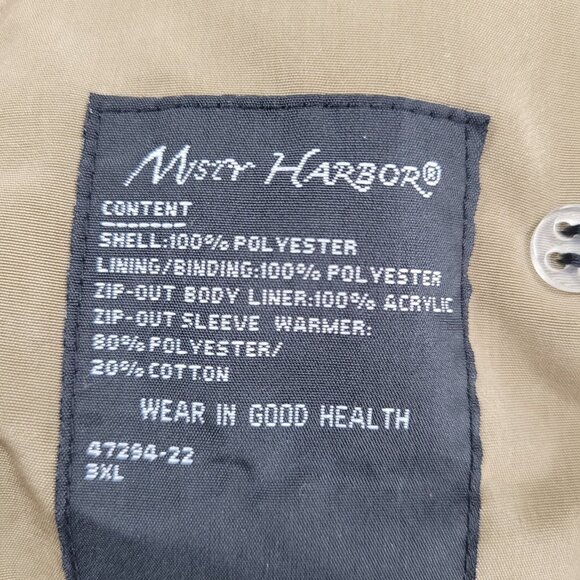 Misty Harbor®
CONTENT
SHELL:100% POLYESTER
LINING/BINDING:100% POLYESTER
ZIP-OUT BODY LINER:100% ACRYLIC
ZIP-OUT SLEEVE WARMER:
80% POLYESTER/
20% COTTON
WEAR IN GOOD HEALTH
47294-22
3XL